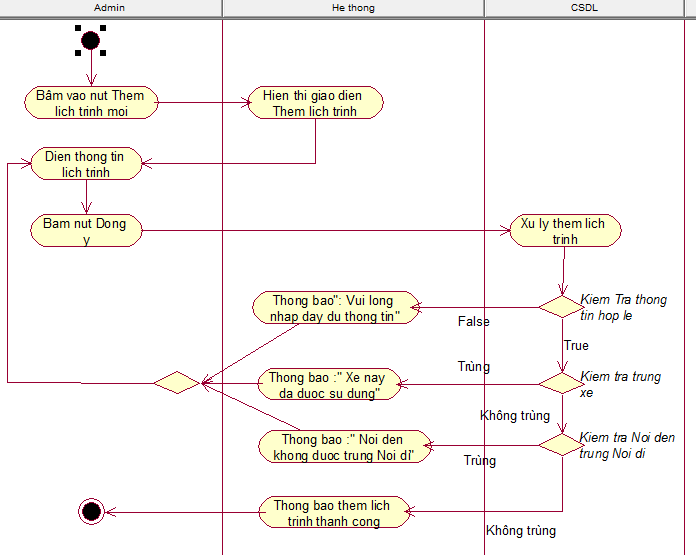 Admin
He thong
CSDL
Bâm vao nut Them
lich trinh moi
Hien thi giao dien
Them lich trinh
Dien thong tin
lich trinh
Bam nut Dong
y
Xu ly them lich
trinh
Thong bao": Vui long
nhap day du thong tin"
False
Kiem Tra thong
tin hop le
True
Thong bao :" Xe nay
da duoc su dung"
Trùng
Kiem tra trung
xe
Không trùng
Thong bao :" Noi den
khong duoc trung Noi di"
Trùng
Kiem tra Noi den
trung Noi di
Thong bao them lich
trinh thanh cong
Không trùng